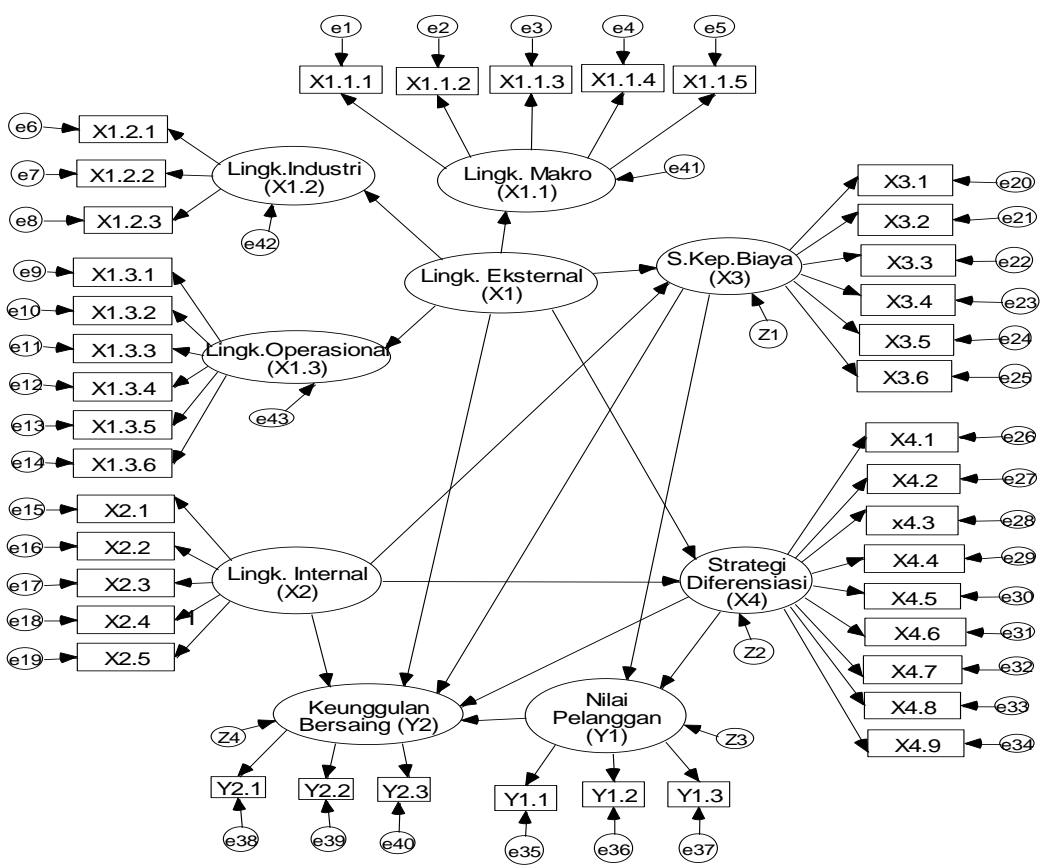 e1
e2
e3
e4
e5
X1.1.1
X1.1.2
X1.1.3
X1.1.4
X1.1.5
e6
X1.2.1
e7
X1.2.2
e8
X1.2.3
Lingk.Industri
(X1.2)
e42
Lingk. Makro
(X1.1)
e41
e9
X1.3.1
e10
X1.3.2
e11
X1.3.3
e12
X1.3.4
e13
X1.3.5
e14
X1.3.6
Lingk.Operasional
(X1.3)
e43
Lingk. Eksternal
(X1)
S.Kep.Biaya
(X3)
Z1
X3.1
e20
X3.2
e21
X3.3
e22
X3.4
e23
X3.5
e24
X3.6
e25
e15
X2.1
e16
X2.2
e17
X2.3
e18
X2.4
1
e19
X2.5
Lingk. Internal
(X2)
Strategi
Diferensiasi
(X4)
Z2
X4.1
e26
X4.2
e27
x4.3
e28
X4.4
e29
X4.5
e30
X4.6
e31
X4.7
e32
X4.8
e33
X4.9
e34
Keunggulan
Bersaing (Y2)
Z4
Nilai
Pelanggan
(Y1)
Z3
Y2.1
Y2.2
Y2.3
e38
e39
e40
Y1.1
Y1.2
Y1.3
e35
e36
e37